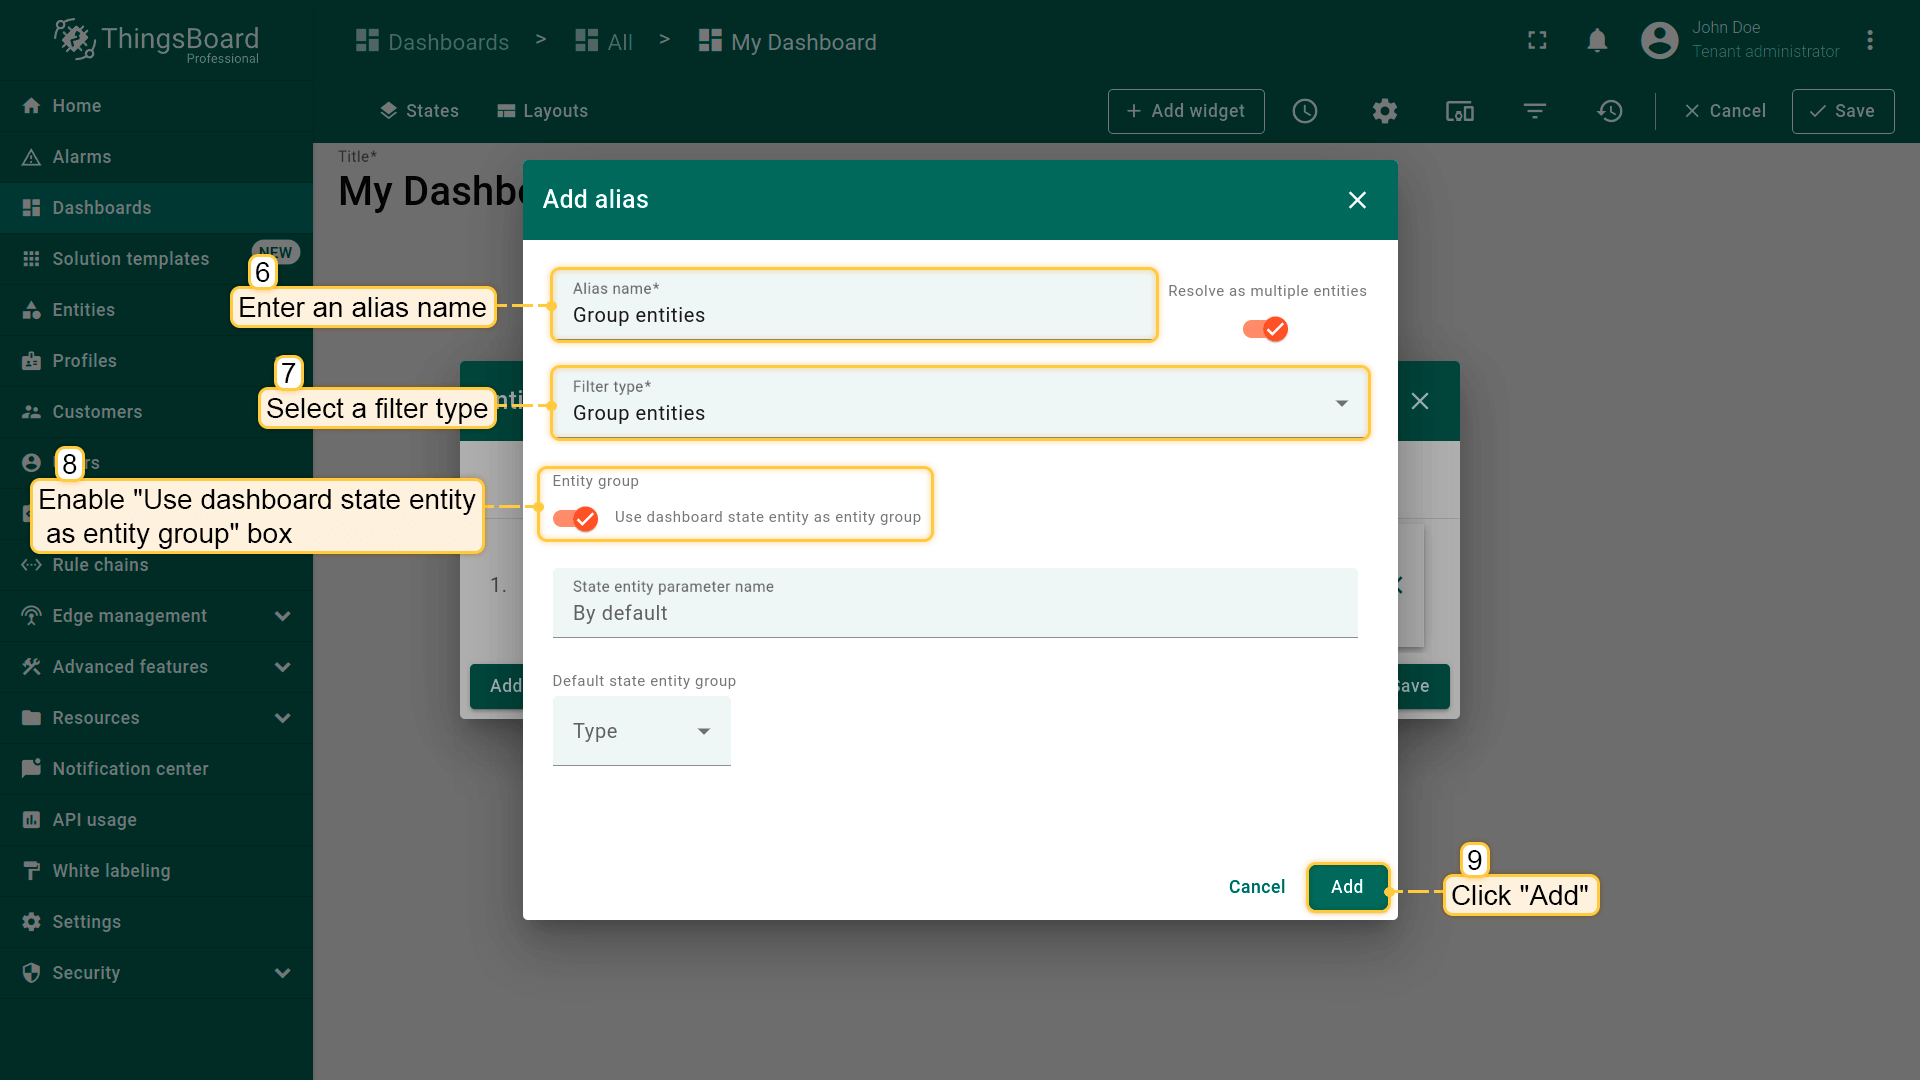 ThingsBoard
Professional
Dashboards > All > My Dashboard
John Doe
Tenant administrator
States
Layouts
+ Add widget
Cancel
Save
Home
Alarms
Dashboards
Solution templates
NEW
Entities
Profiles
Customers
Rule chains
Edge management
Advanced features
Resources
Notification center
API usage
White labeling
Settings
Security
Title*
My Dashb
Add alias
6
Enter an alias name
Alias name*
Group entities
Resolve as multiple entities
7
Select a filter type
Filter type*
Group entities
8
Enable "Use dashboard state entity
as entity group" box
Entity group
Use dashboard state entity as entity group
1.
State entity parameter name
By default
Add
Default state entity group
Type
Cancel
Add
9
Click "Add"